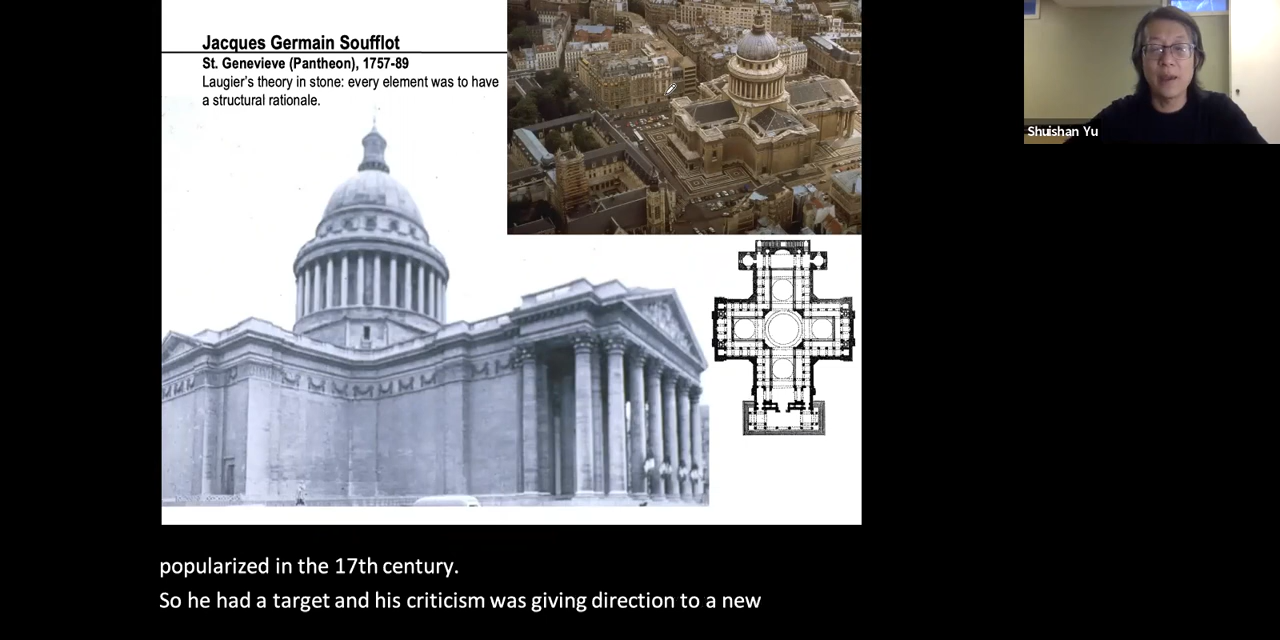 Jacques Germain Soufflot
St. Genevieve (Pantheon), 1757-89
Laugier's theory in stone: every element was to have
a structural rationale.
Shuishan Yu
popularized in the 17th century.
So he had a target and his criticism was giving direction to a new